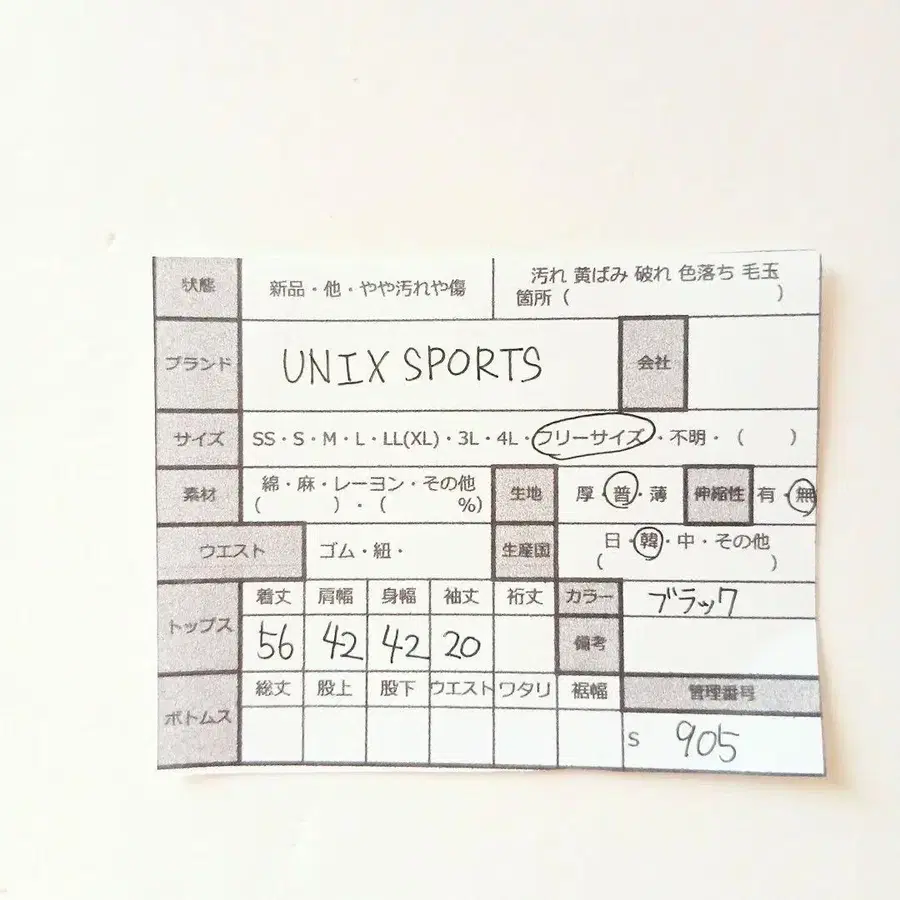 状態 新品・他・やや汚れや傷 汚れ 黄ばみ 破れ 色落ち 毛玉
箇所（ ）
ブランド UNIX SPORTS 会社
サイズ SS・S・M・L・LL(XL)・3L・4L・フリーサイズ・不明・（ ）
素材 綿・麻・レーヨン・その他 生地 厚・普・薄 伸縮性 有・無
（ ）・（ %）
ウエスト ゴム・紐・ 生産国 日・韓・中・その他
（ ）
トップス 着丈 肩幅 身幅 袖丈 裄丈 カラー ブラック
56 42 42 20 備考
ボトムス 総丈 股上 股下 ウエスト ワタリ 裾幅 管理番号
S 905